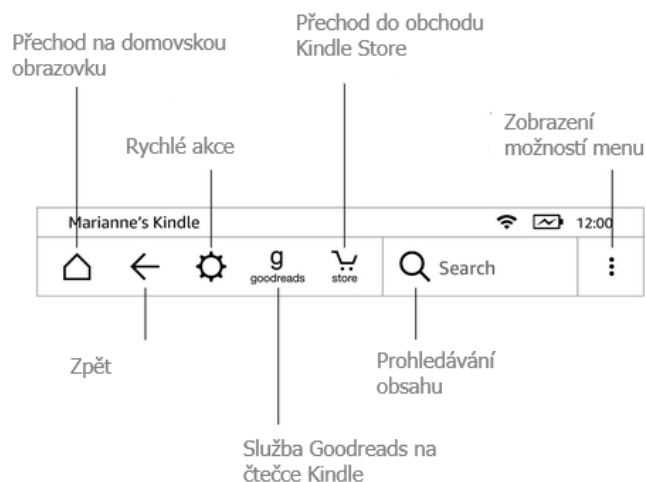 Přechod do obchodu
Kindle Store
Přechod na domovskou
obrazovku
Zobrazení
možností menu
Rychlé akce
Marianne's Kindle
12:00
g
goodreads
store
Search
Zpět
Prohledávání
obsahu
Služba Goodreads na
čtečce Kindle